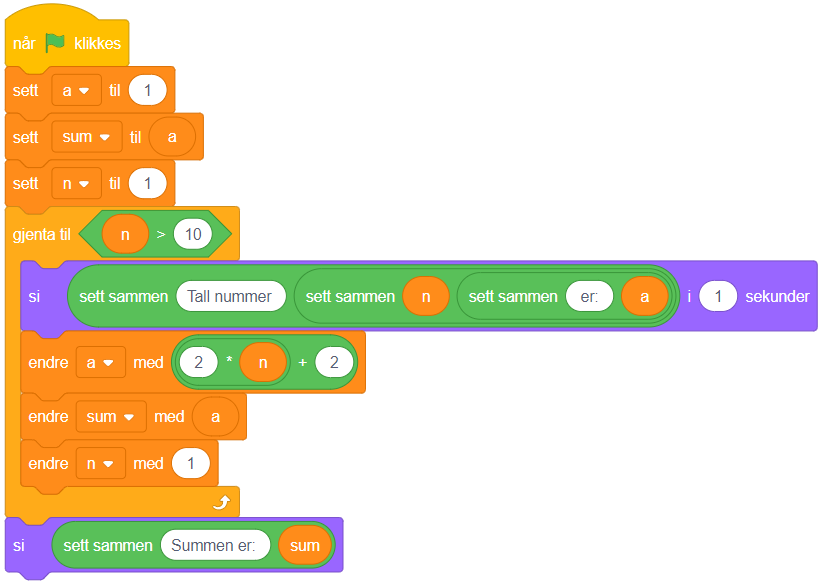 når klikkes
sett a til 1
sett sum til a
sett n til 1
gjenta til n > 10
si sett sammen Tall nummer sett sammen n sett sammen er: a i 1 sekunder
endre a med 2 * n + 2
endre sum med a
endre n med 1
si sett sammen Summen er: sum